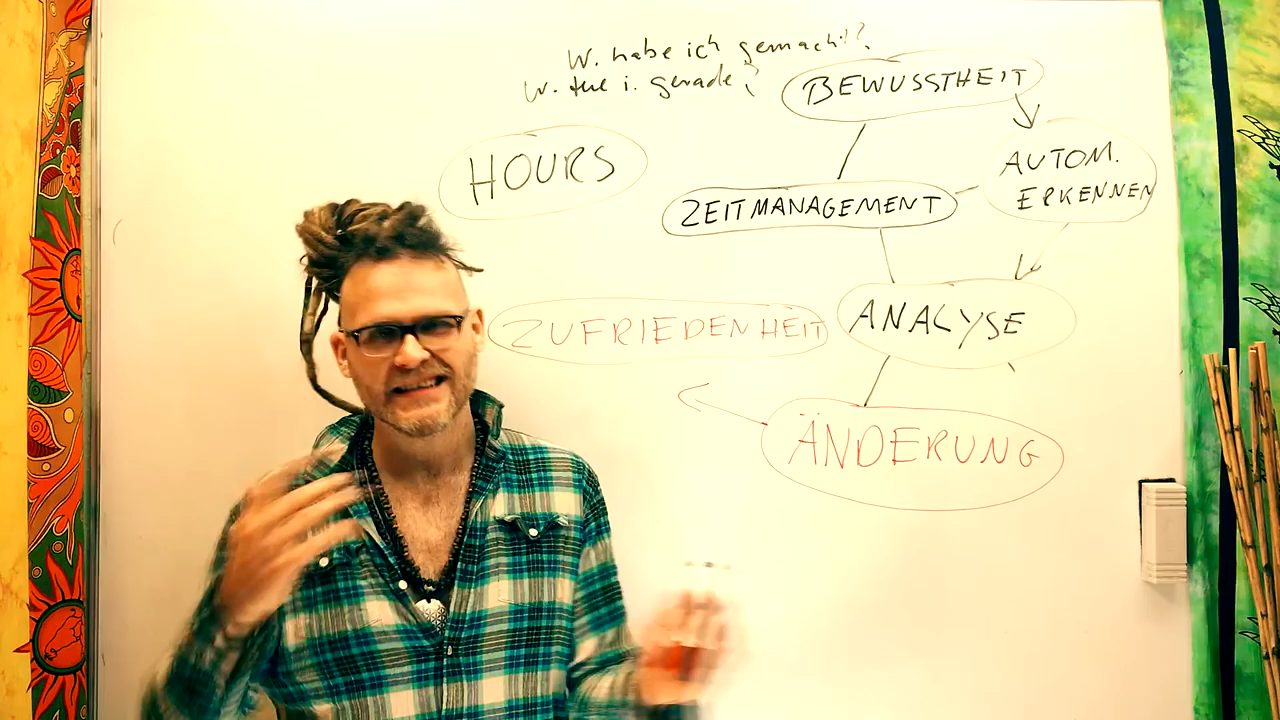 W. habe ich gemacht?
W. tue i. gerade?
BEWUSSTHEIT
HOURS
AUTOM.
ERKENNEN
ZEITMANAGEMENT
ZUFRIEDENHEIT
ANALYSE
ÄNDERUNG